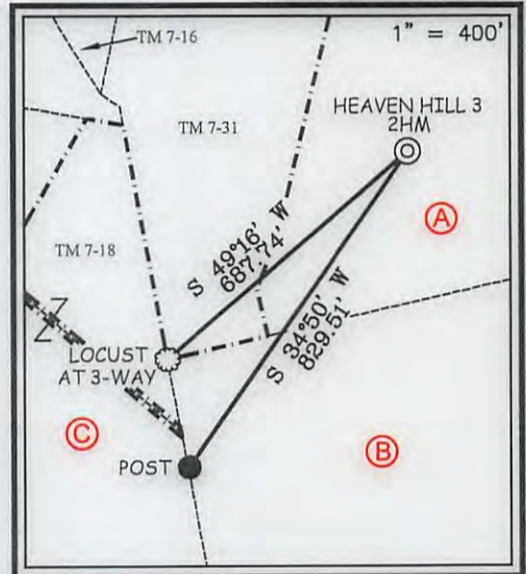 TM 7-16
1" = 400'
HEAVEN HILL 3
2HM
TM 7-31
A
S 49°16' W
687.74'
TM 7-18
S 34°50' W
829.51'
LOCUST
AT 3-WAY
Z
C
B
POST